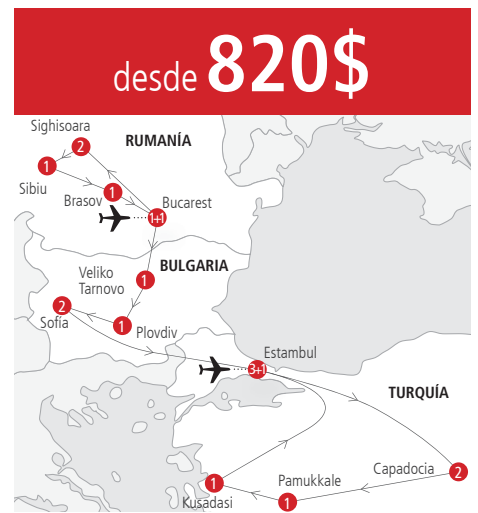 desde 820$
Sighisoara
2
RUMANÍA
1
Sibiu
Brasov
1
Bucarest
1+1
BULGARIA
Veliko
Tarnovo
1
2
Sofía
1
Plovdiv
Estambul
3+1
TURQUÍA
Capadocia
2
Pamukkale
1
Kusadasi
1